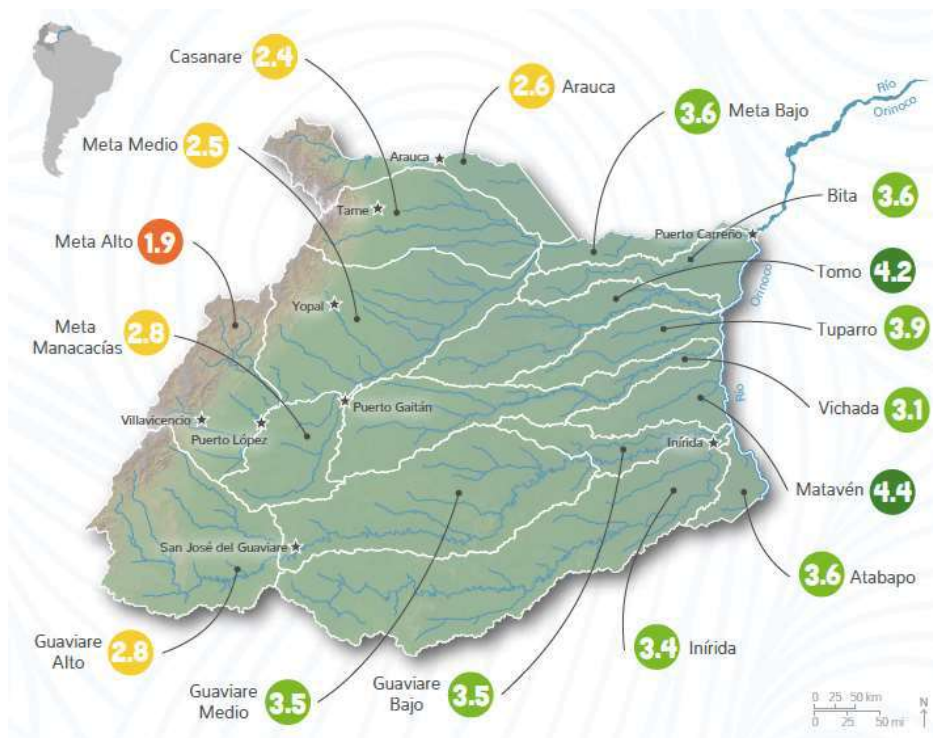 Casanare 2.4
2.6 Arauca
3.6 Meta Bajo
Río
Orinoco
Meta Medio 2.5
Arauca
Bita 3.6
Tame
Puerto Carreño
Meta Alto 1.9
Tomo 4.2
Orinoco
Yopal
Meta
Manacacías
2.8
Tuparro 3.9
Río
Vichada 3.1
Puerto Gaitán
Villavicencio
Puerto López
Inírida
Matavén 4.4
San José del Guaviare
3.6 Atabapo
Guaviare
Alto
2.8
3.4 Inírida
Guaviare
Medio
3.5
Guaviare
Bajo
3.5
0 25 50 km
0 25 50 mi
N